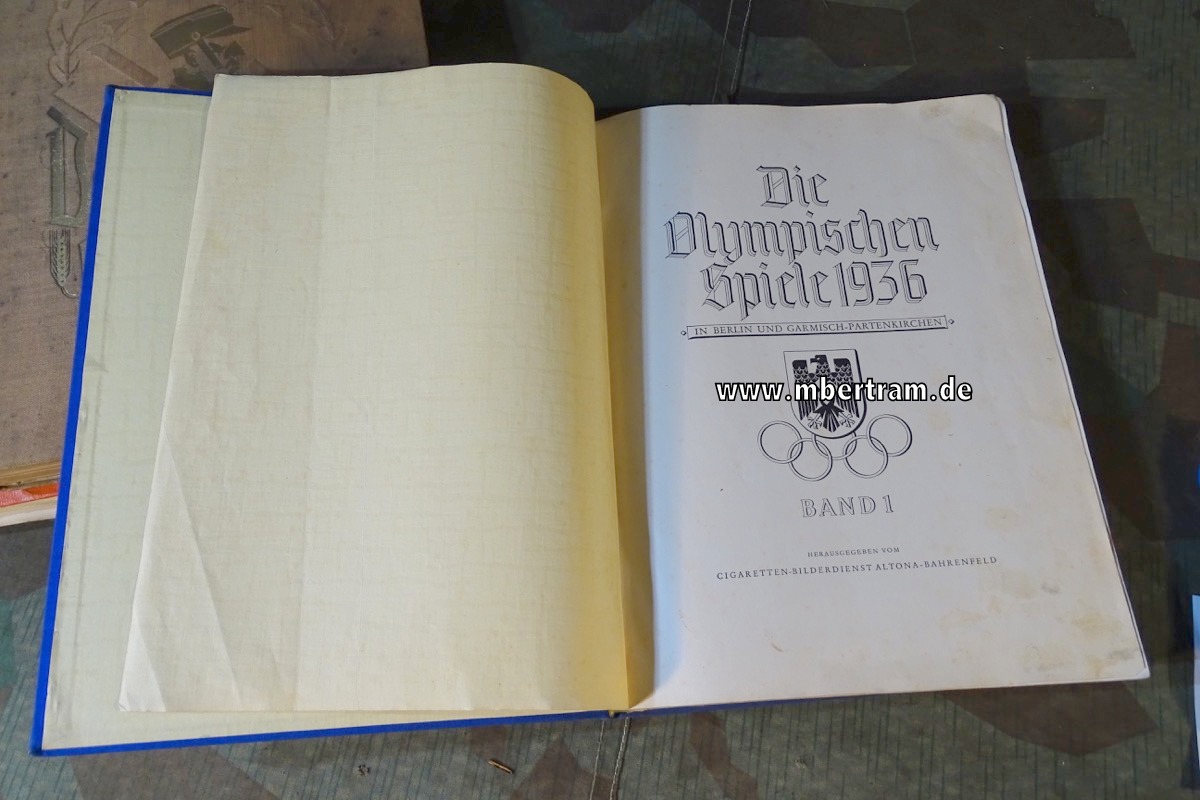 Die
Olympischen
Spiele 1936
IN BERLIN UND GARMISCH-PARTENKIRCHEN
www.mbertram.de
BAND 1
HERAUSGEGEBEN VOM
CIGARETTEN-BILDERDIENST ALTONA-BAHRENFELD